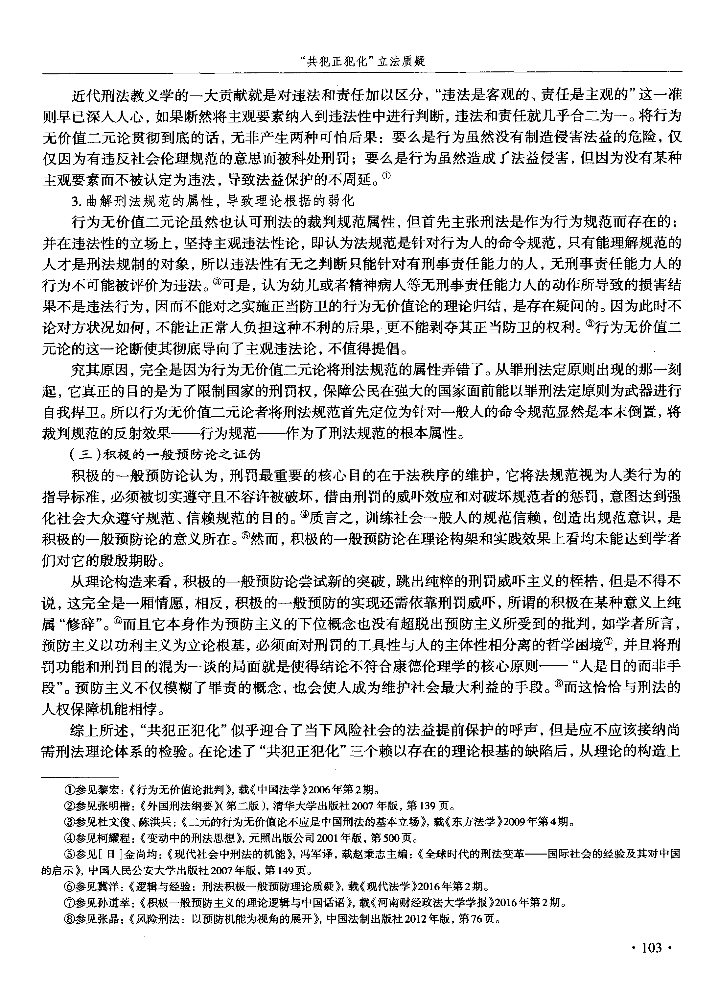 “共犯正犯化”立法质疑
近代刑法教义学的一大贡献就是对违法和责任加以区分，“违法是客观的、责任是主观的”这一准
则早已深入人心，如果断然将主观要素纳入到违法性中进行判断，违法和责任就几乎合二为一。将行为
无价值二元论贯彻到底的话，无非产生两种可怕后果：要么是行为虽然没有制造侵害法益的危险，仅
仅因为有违反社会伦理规范的意思而被科处刑罚；要么是行为虽然造成了法益侵害，但因为没有某种
主观要素而不被认定为违法，导致法益保护的不周延。①
3. 曲解刑法规范的属性，导致理论根据的弱化
行为无价值二元论虽然也认可刑法的裁判规范属性，但首先主张刑法是作为行为规范而存在的；
并在违法性的立场上，坚持主观违法性论，即认为法规范是针对行为人的命令规范，只有能理解规范的
人才是刑法规制的对象，所以违法性有无之判断只能针对有刑事责任能力的人，无刑事责任能力人的
行为不可能被评价为违法。③可是，认为幼儿或者精神病人等无刑事责任能力人的动作所导致的损害结
果不是违法行为，因而不能对之实施正当防卫的行为无价值论的理论归结，是存在疑问的。因为此时不
论对方状况如何，不能让正常人负担这种不利的后果，更不能剥夺其正当防卫的权利。③行为无价值二
元论的这一论断使其彻底导向了主观违法论，不值得提倡。
究其原因，完全是因为行为无价值二元论将刑法规范的属性弄错了。从罪刑法定原则出现的那一刻
起，它真正的目的是为了限制国家的刑罚权，保障公民在强大的国家面前能以罪刑法定原则为武器进行
自我捍卫。所以行为无价值二元论者将刑法规范首先定位为针对一般人的命令规范显然是本末倒置，将
裁判规范的反射效果——行为规范——作为了刑法规范的根本属性。
（三）积极的一般预防论之证伪
积极的一般预防论认为，刑罚最重要的核心目的在于法秩序的维护，它将法规范视为人类行为的
指导标准，必须被切实遵守且不容许被破坏，借由刑罚的威吓效应和对破坏规范者的惩罚，意图达到强
化社会大众遵守规范、信赖规范的目的。④质言之，训练社会一般人的规范信赖，创造出规范意识，是
积极的一般预防论的意义所在。⑤然而，积极的一般预防论在理论构架和实践效果上看均未能达到学者
们对它的殷殷期盼。
从理论构造来看，积极的一般预防论尝试新的突破，跳出纯粹的刑罚威吓主义的桎梏，但是不得不
说，这完全是一厢情愿，相反，积极的一般预防的实现还需依靠刑罚威吓，所谓的积极在某种意义上纯
属“修辞”。⑥而且它本身作为预防主义的下位概念也没有超脱出预防主义所受到的批判，如学者所言，
预防主义以功利主义为立论根基，必须面对刑罚的工具性与人的主体性相分离的哲学困境⑦，并且将刑
罚功能和刑罚目的混为一谈的局面就是使得结论不符合康德伦理学的核心原则——“人是目的而非手
段”。预防主义不仅模糊了罪责的概念，也会使人成为维护社会最大利益的手段。⑧而这恰恰与刑法的
人权保障机能相悖。
综上所述，“共犯正犯化”似乎迎合了当下风险社会的法益提前保护的呼声，但是应不应该接纳尚
需刑法理论体系的检验。在论述了“共犯正犯化”三个赖以存在的理论根基的缺陷后，从理论的构造上
①参见黎宏：《行为无价值论批判》，载《中国法学》2006年第2期。
②参见张明楷：《外国刑法纲要》（第二版），清华大学出版社2007年版，第139页。
③参见杜文俊、陈洪兵：《二元的行为无价值论不应是中国刑法的基本立场》，载《东方法学》2009年第4期。
④参见柯耀程：《变动中的刑法思想》，元照出版公司2001年版，第500页。
⑤参见[日]金尚均：《现代社会中刑法的机能》，冯军译，载赵秉志主编：《全球时代的刑法变革——国际社会的经验及其对中国
的启示》，中国人民公安大学出版社2007年版，第149页。
⑥参见冀洋：《逻辑与经验：刑法积极一般预防理论质疑》，载《现代法学》2016年第2期。
⑦参见孙道萃：《积极一般预防主义的理论逻辑与中国话语》，载《河南财经政法大学学报》2016年第2期。
⑧参见张晶：《风险刑法：以预防机能为视角的展开》，中国法制出版社2012年版，第76页。
·103·